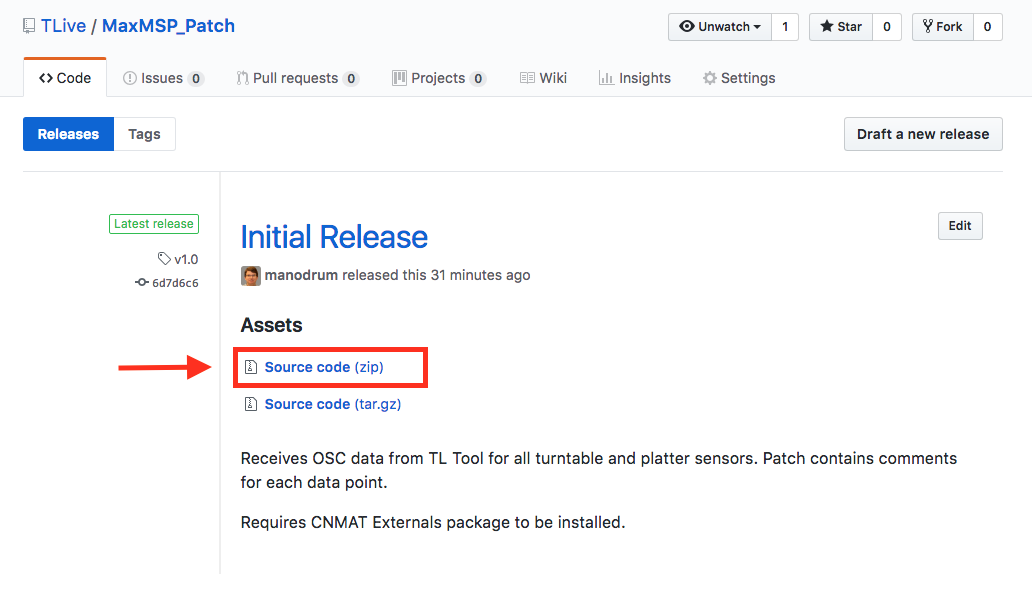 TLive / MaxMSP_Patch Unwatch 1 Star 0 Fork 0
Code Issues 0 Pull requests 0 Projects 0 Wiki Insights Settings
Releases Tags Draft a new release
Latest release
Initial Release Edit
v1.0
manodrum released this 31 minutes ago
6d7d6c6
Assets
Source code (zip)
Source code (tar.gz)
Receives OSC data from TL Tool for all turntable and platter sensors. Patch contains comments
for each data point.
Requires CNMAT Externals package to be installed.